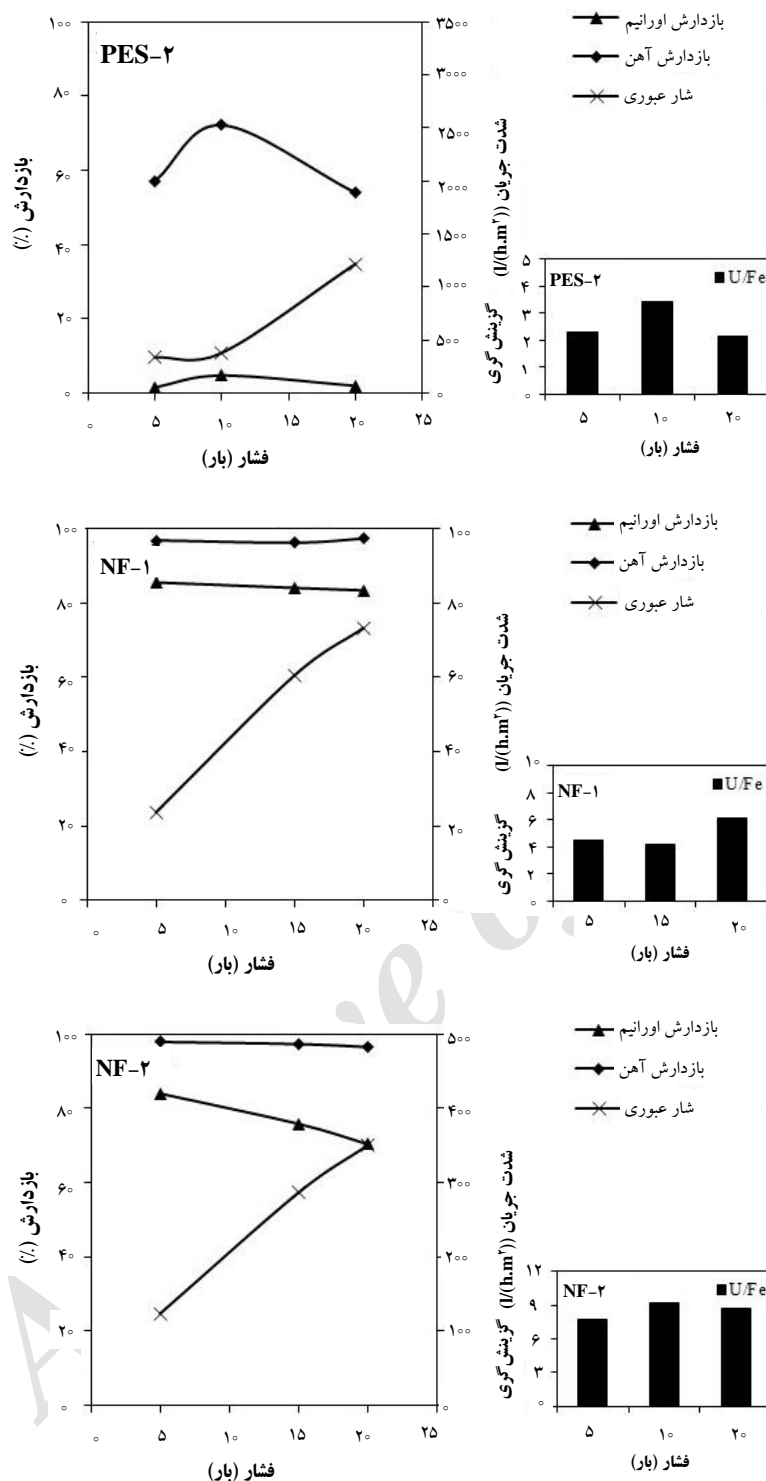 PES-۲
بازدارش اورانیم
بازدارش آهن
شار عبوری
۱۰۰
۸۰
۶۰
۴۰
۲۰
۰
بازدارش (٪)
۳۵۰۰
۳۰۰۰
۲۵۰۰
۲۰۰۰
۱۵۰۰
۱۰۰۰
۵۰۰
۰
شدت جریان ((l/(h.m۲))
۰ ۵ ۱۰ ۱۵ ۲۰ ۲۵
فشار (بار)
PES-۲
U/Fe
گزینش گری
۵
۴
۳
۲
۱
۰
۵ ۱۰ ۲۰
فشار (بار)
NF-۱
بازدارش اورانیم
بازدارش آهن
شار عبوری
۱۰۰
۸۰
۶۰
۴۰
۲۰
۰
بازدارش (٪)
۱۰۰
۸۰
۶۰
۴۰
۲۰
۰
شدت جریان ((l/(h.m۲))
۰ ۵ ۱۰ ۱۵ ۲۰ ۲۵
فشار (بار)
NF-۱
U/Fe
گزینش گری
۱۰
۸
۶
۴
۲
۰
۵ ۱۵ ۲۰
فشار (بار)
NF-۲
بازدارش اورانیم
بازدارش آهن
شار عبوری
۱۰۰
۸۰
۶۰
۴۰
۲۰
۰
بازدارش (٪)
۵۰۰
۴۰۰
۳۰۰
۲۰۰
۱۰۰
۰
شدت جریان ((l/(h.m۲))
۰ ۵ ۱۰ ۱۵ ۲۰ ۲۵
فشار (بار)
NF-۲
U/Fe
گزینش گری
۱۲
۹
۶
۳
۰
۵ ۱۰ ۲۰
فشار (بار)